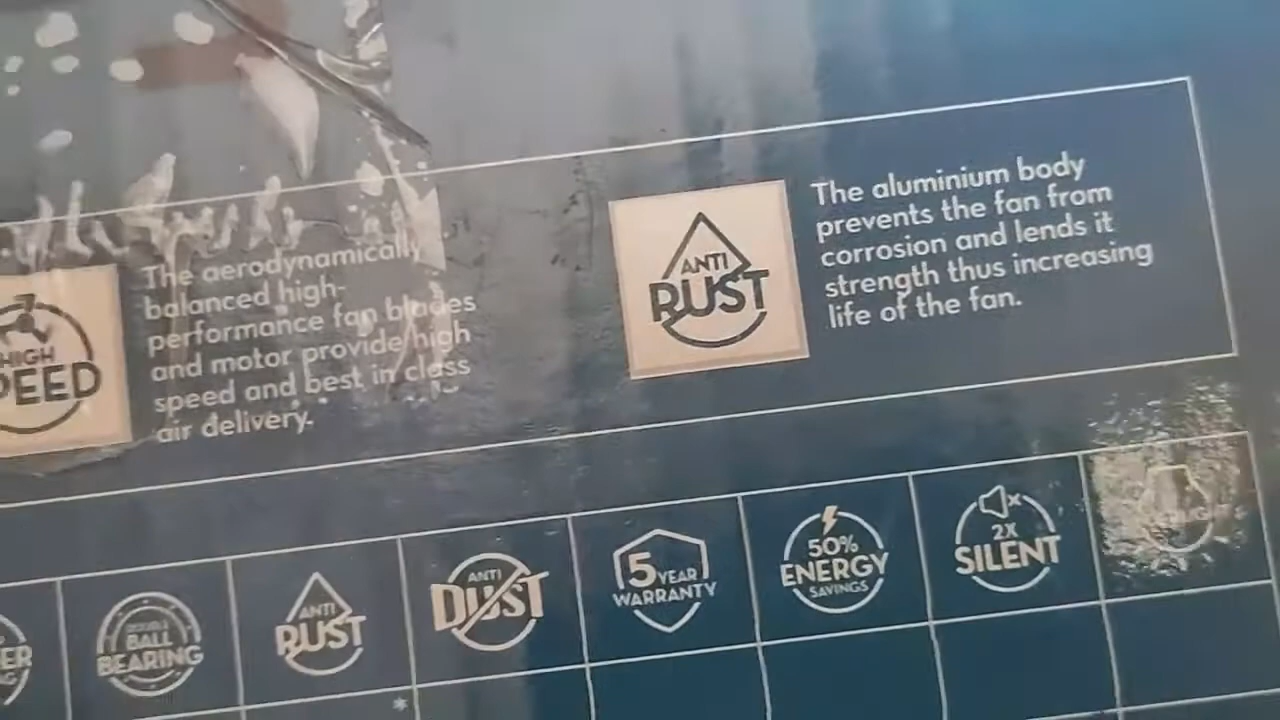 The aerodynamically
balanced high-
performance fan blades
and motor provide high
speed and best in class
air delivery.
HIGH
SPEED
ANTI
RUST
The aluminium body
prevents the fan from
corrosion and lends it
strength thus increasing
life of the fan.
DOUBLE
BALL
BEARING
ANTI
RUST
*
ANTI
DUST
5 YEAR
WARRANTY
50%
ENERGY
SAVINGS
2X
SILENT